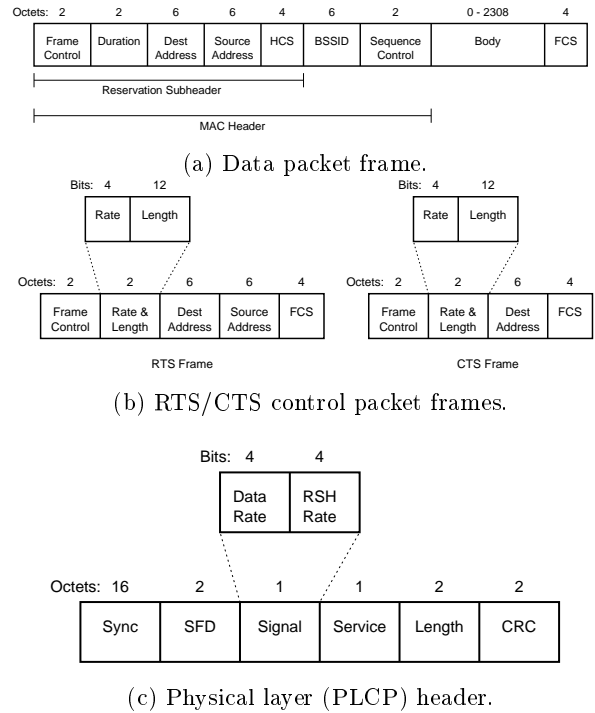 Octets: 2 2 6 6 4 6 2 0 - 2308 4
Frame Control Duration Dest Address Source Address HCS BSSID Sequence Control Body FCS
Reservation Subheader
MAC Header
(a) Data packet frame.
Bits: 4 12
Rate Length
Octets: 2 2 6 6 4
Frame Control Rate & Length Dest Address Source Address FCS
RTS Frame
Bits: 4 12
Rate Length
Octets: 2 2 6 4
Frame Control Rate & Length Dest Address FCS
CTS Frame
(b) RTS/CTS control packet frames.
Bits: 4 4
Data Rate RSH Rate
Octets: 16 2 1 1 2 2
Sync SFD Signal Service Length CRC
(c) Physical layer (PLCP) header.